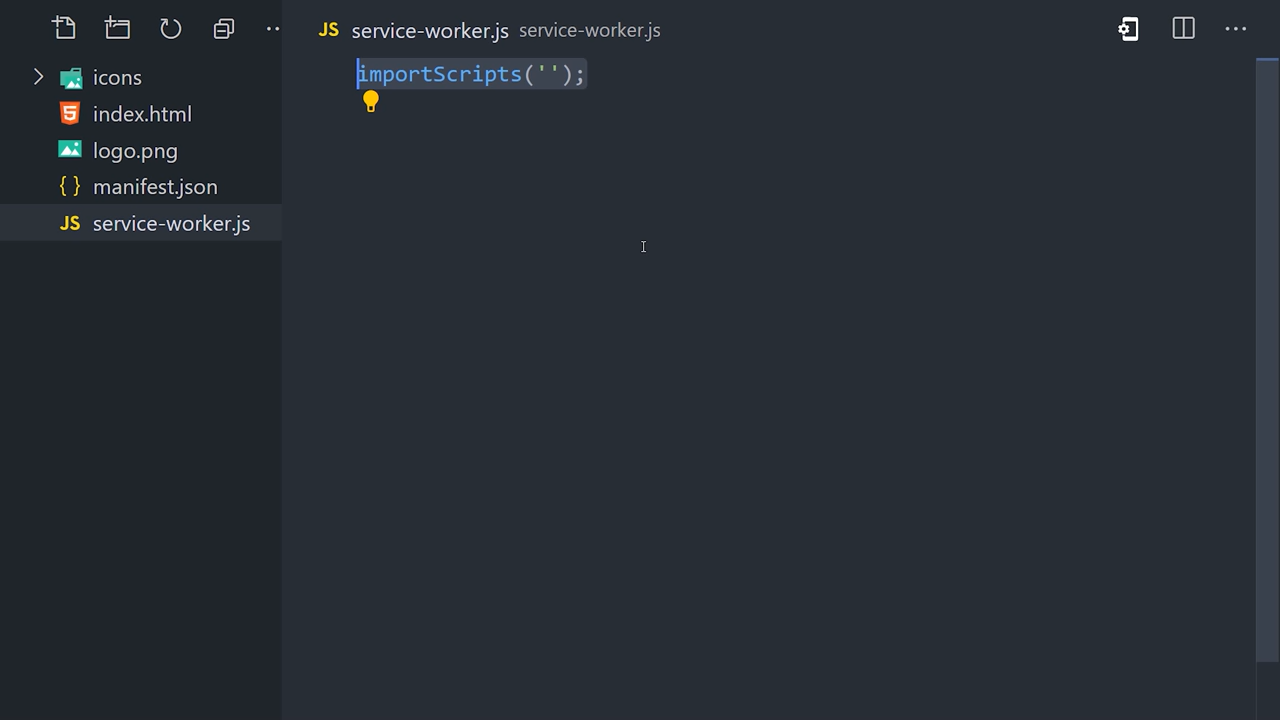 icons
index.html
logo.png
{ } manifest.json
JS service-worker.js
JS service-worker.js service-worker.js
importScripts('');